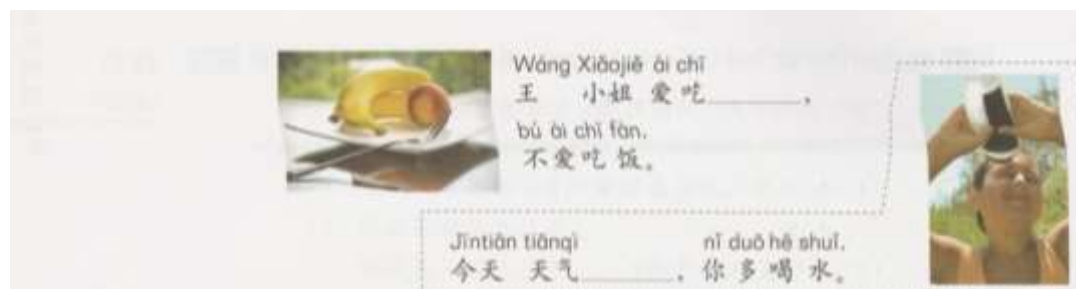 Wáng Xiǎojiě ài chī
王 小姐 爱 吃______，
bú ài chī fàn.
不爱吃 饭。
Jīntiān tiānqì nǐ duō hē shuǐ.
今天 天气______，你 多 喝 水。